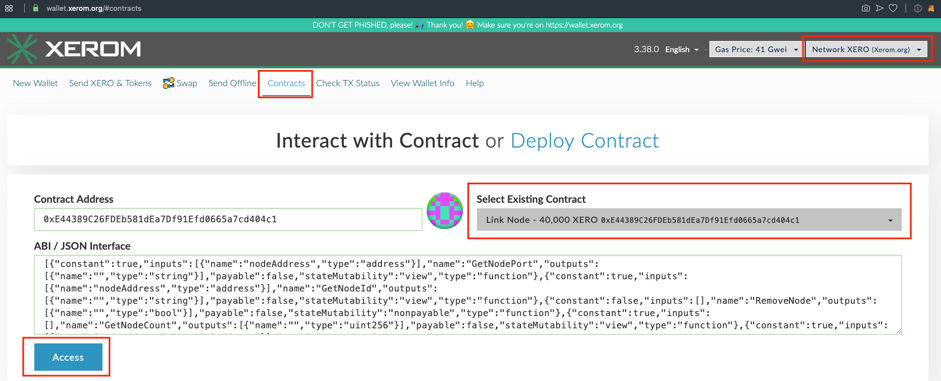 wallet.xerom.org/#contracts
DON'T GET PHISHED, please! Thank you! Make sure you're on https://wallet.xerom.org
XEROM
3.38.0 English Gas Price: 41 Gwei Network XERO (Xerom.org)
New Wallet Send XERO & Tokens Swap Send Offline Contracts Check TX Status View Wallet Info Help
Interact with Contract or Deploy Contract
Contract Address
0xE44389C26FDEb581dEa7Df91Efd0665a7cd404c1
Select Existing Contract
Link Node - 40,000 XERO 0xE44389C26FDEb581dEa7Df91Efd0665a7cd404c1
ABI / JSON Interface
[{"constant":true,"inputs":[{"name":"nodeAddress","type":"address"}],"name":"GetNodePort","outputs":
[{"name":"","type":"string"}],"payable":false,"stateMutability":"view","type":"function"},{"constant":true,"inputs":
[{"name":"nodeAddress","type":"address"}],"name":"GetNodeId","outputs":
[{"name":"","type":"string"}],"payable":false,"stateMutability":"view","type":"function"},{"constant":false,"inputs":[],"name":"RemoveNode","outputs":
[{"name":"","type":"bool"}],"payable":false,"stateMutability":"nonpayable","type":"function"},{"constant":true,"inputs":
[],"name":"GetNodeCount","outputs":[{"name":"","type":"uint256"}],"payable":false,"stateMutability":"view","type":"function"},{"constant":true,"inputs":
Access